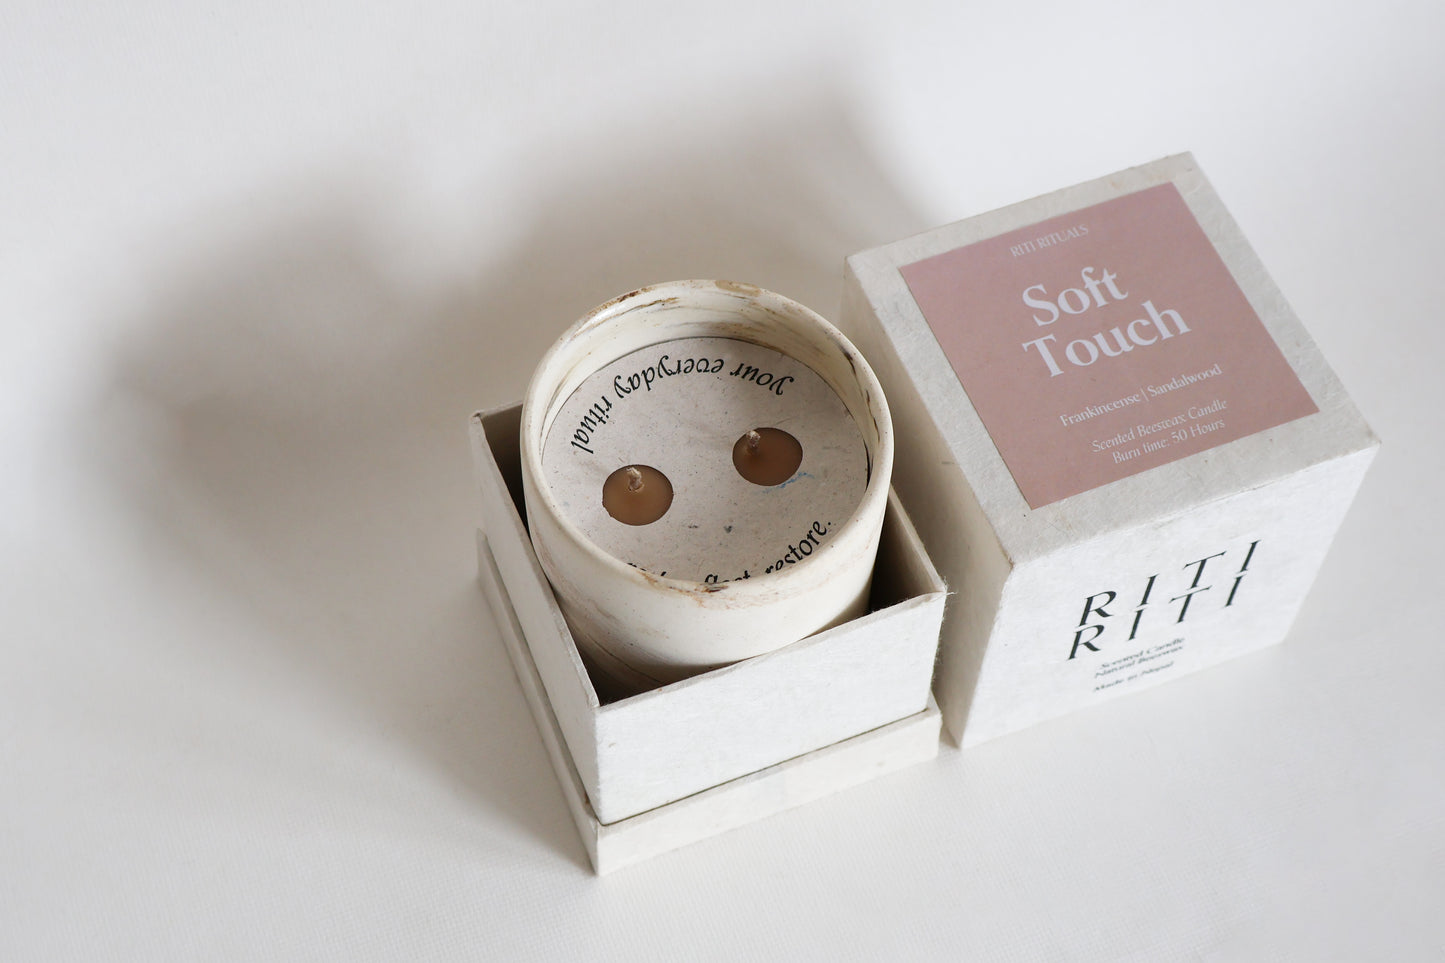 your everyday ritual
restore.
RITI RITUALS
Soft
Touch
Frankincense | Sandalwood
Scented Beeswax Candle
Burn time: 50 Hours
RITI
RITI
Scented Candle
Natural Beeswax
Made in Nepal